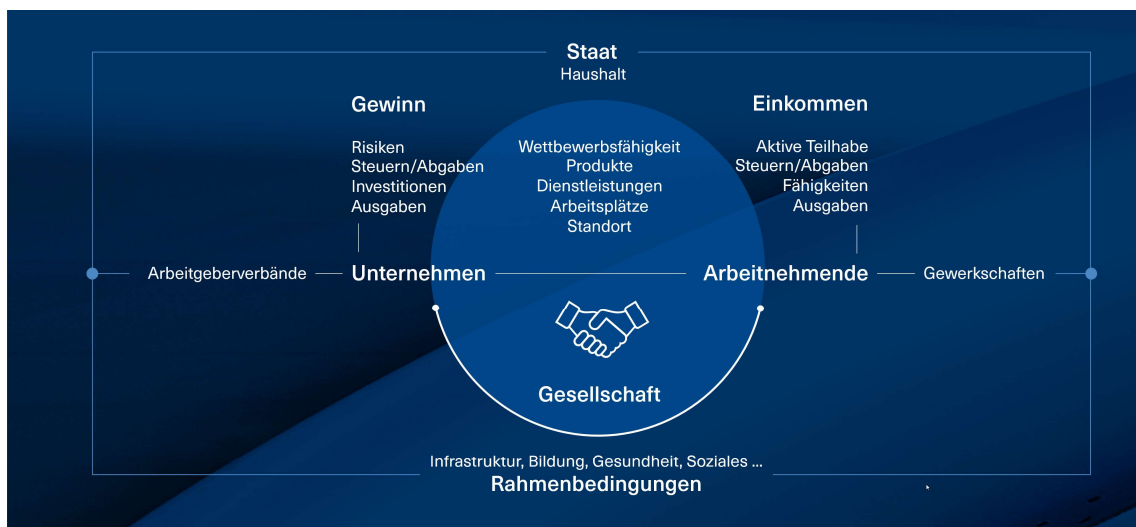 Staat
Haushalt
Gewinn
Risiken
Steuern/Abgaben
Investitionen
Ausgaben
Wettbewerbsfähigkeit
Produkte
Dienstleistungen
Arbeitsplätze
Standort
Einkommen
Aktive Teilhabe
Steuern/Abgaben
Fähigkeiten
Ausgaben
Arbeitgeberverbände
Unternehmen
Arbeitnehmende
Gewerkschaften
Gesellschaft
Infrastruktur, Bildung, Gesundheit, Soziales ...
Rahmenbedingungen